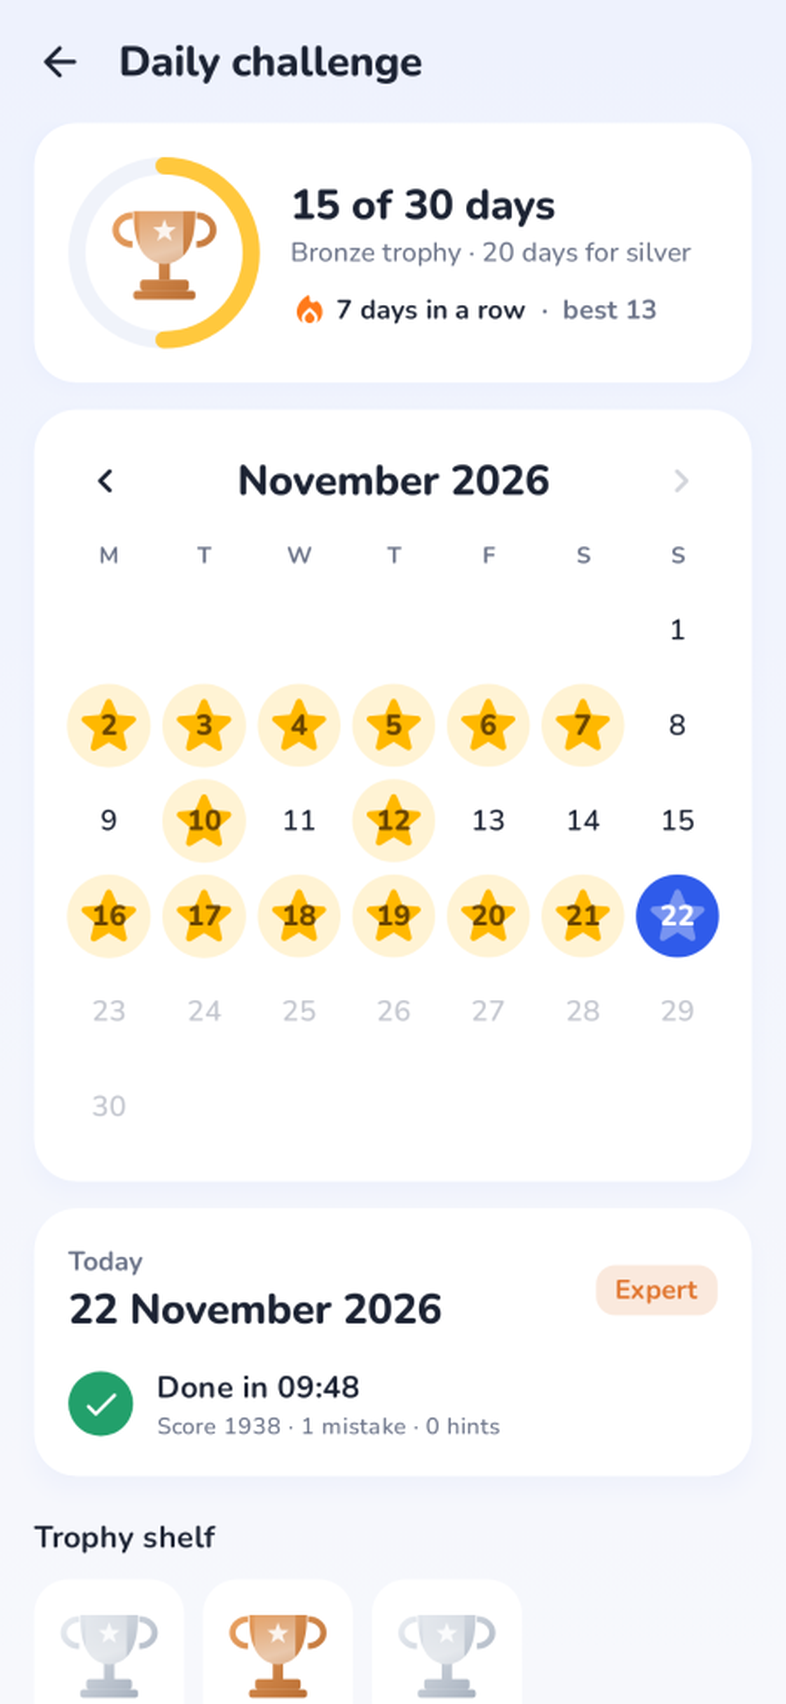 Daily challenge
15 of 30 days
Bronze trophy · 20 days for silver
7 days in a row · best 13
November 2026
M T W T F S S
1
2 3 4 5 6 7 8
9 10 11 12 13 14 15
16 17 18 19 20 21 22
23 24 25 26 27 28 29
30
Today
22 November 2026
Expert
Done in 09:48
Score 1938 · 1 mistake · 0 hints
Trophy shelf